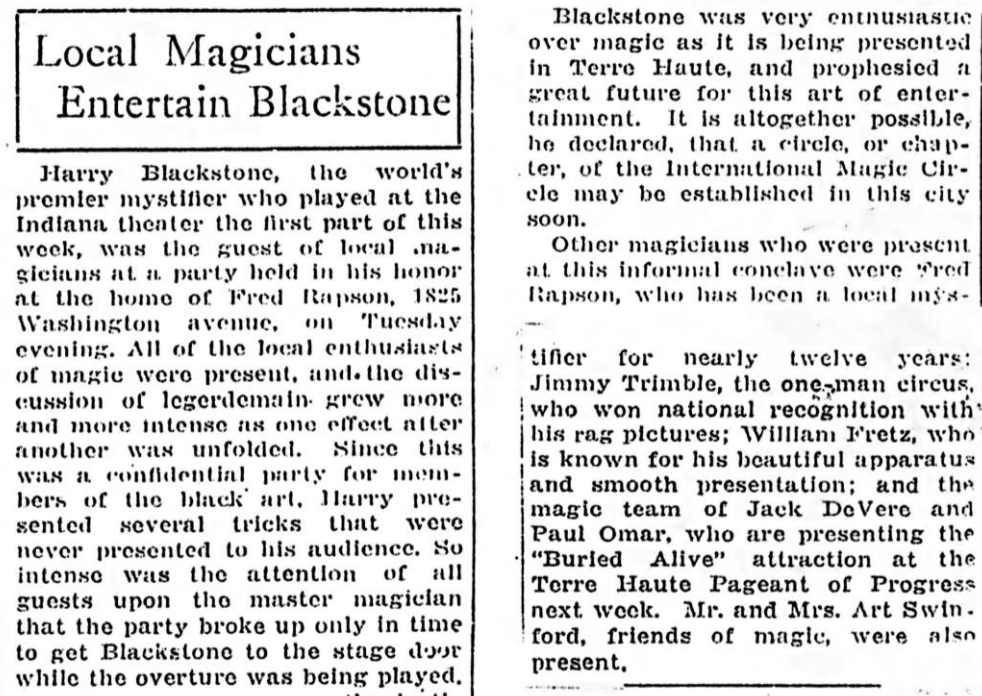 Local Magicians
Entertain Blackstone
Harry Blackstone, the world's
premier mystifier who played at the
Indiana theater the first part of this
week, was the guest of local ma-
gicians at a party held in his honor
at the home of Fred Rapson, 1825
Washington avenue, on Tuesday
evening. All of the local enthusiasts
of magic were present, and the dis-
cussion of legerdemain grew more
and more intense as one effect after
another was unfolded. Since this
was a confidential party for mem-
bers of the black art, Harry pre-
sented several tricks that were
never presented to his audience. So
intense was the attention of all
guests upon the master magician
that the party broke up only in time
to get Blackstone to the stage door
while the overture was being played.
Blackstone was very enthusiastic
over magic as it is being presented
in Terre Haute, and prophesied a
great future for this art of enter-
tainment. It is altogether possible,
he declared, that a circle, or chap-
ter, of the International Magic Cir-
cle may be established in this city
soon.
Other magicians who were present
at this informal conclave were Fred
Rapson, who has been a local mys-
tifier for nearly twelve years;
Jimmy Trimble, the one-man circus,
who won national recognition with
his rag pictures; William Fretz, who
is known for his beautiful apparatus
and smooth presentation; and the
magic team of Jack DeVere and
Paul Omar, who are presenting the
"Buried Alive" attraction at the
Terre Haute Pageant of Progress
next week. Mr. and Mrs. Art Swin-
ford, friends of magic, were also
present.